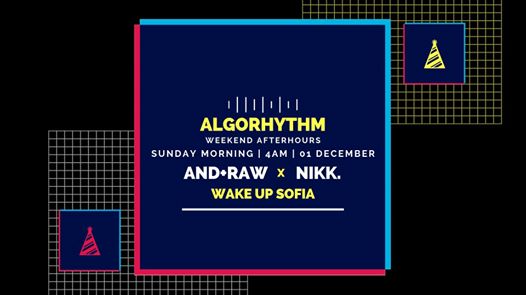 ALGORHYTHM
WEEKEND AFTERHOURS
SUNDAY MORNING | 4AM | 01 DECEMBER
AND+RAW x NIKK.
WAKE UP SOFIA